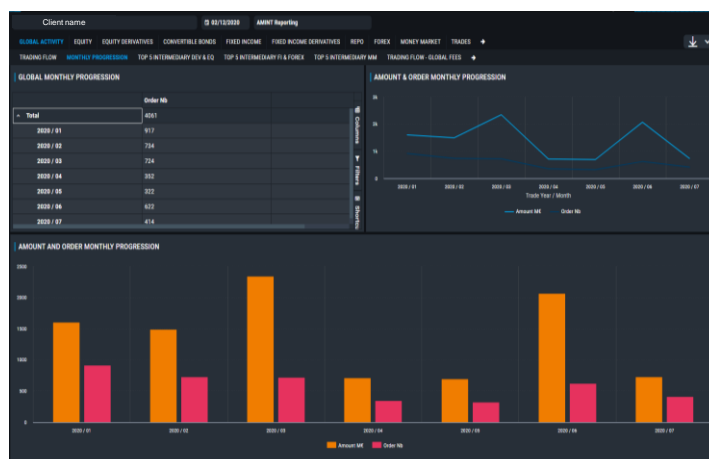 Client name 02/12/2020 AMINT Reporting
GLOBAL ACTIVITY EQUITY EQUITY DERIVATIVES CONVERTIBLE BONDS FIXED INCOME FIXED INCOME DERIVATIVES REPO FOREX MONEY MARKET TRADES +
TRADING FLOW MONTHLY PROGRESSION TOP 5 INTERMEDIARY DEV & EQ TOP 5 INTERMEDIARY FI & FOREX TOP 5 INTERMEDIARY MM TRADING FLOW - GLOBAL FEES +
GLOBAL MONTHLY PROGRESSION
Order Nb
Total 4061
2020 / 01 917
2020 / 02 734
2020 / 03 724
2020 / 04 352
2020 / 05 322
2020 / 06 622
2020 / 07 414
Columns
Filters
Shortcu
AMOUNT & ORDER MONTHLY PROGRESSION
3k
2k
1k
0
2020 / 01 2020 / 02 2020 / 03 2020 / 04 2020 / 05 2020 / 06 2020 / 07
Trade Year / Month
Amount M€ Order Nb
AMOUNT AND ORDER MONTHLY PROGRESSION
2500
2000
1500
1000
500
0
2020 / 01 2020 / 02 2020 / 03 2020 / 04 2020 / 05 2020 / 06 2020 / 07
Amount M€ Order Nb